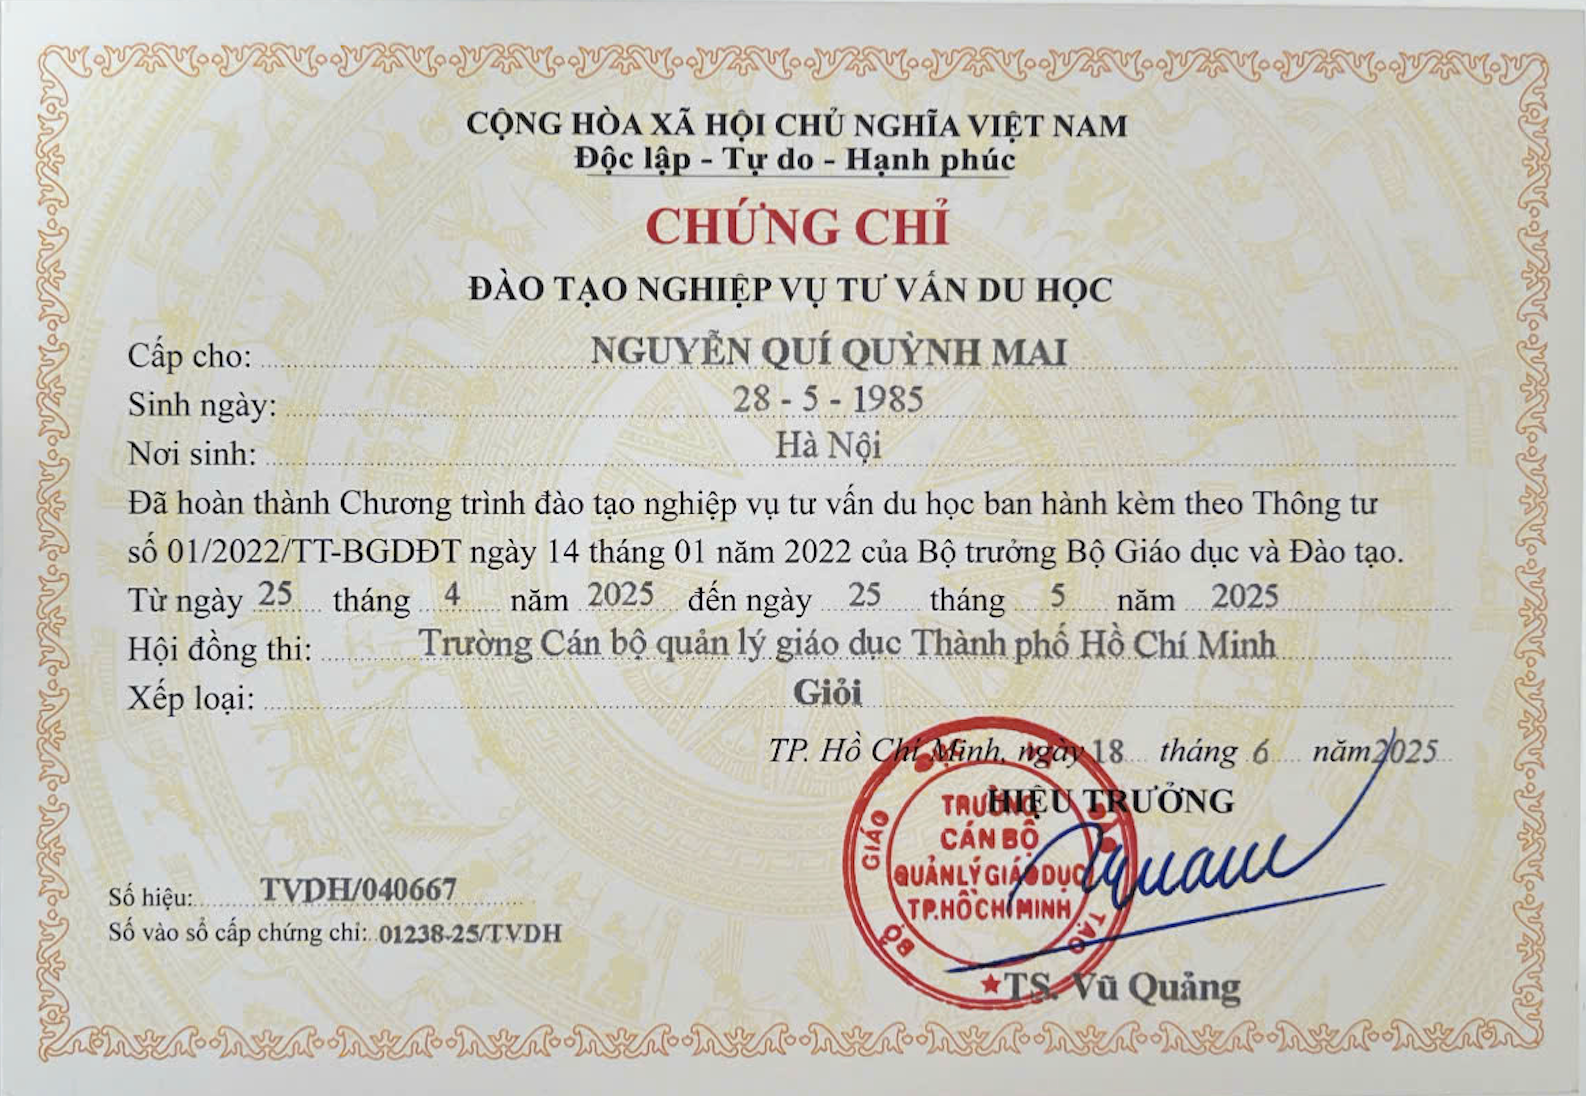 CỘNG HÒA XÃ HỘI CHỦ NGHĨA VIỆT NAM
Độc lập - Tự do - Hạnh phúc
CHỨNG CHỈ
ĐÀO TẠO NGHIỆP VỤ TƯ VẤN DU HỌC
Cấp cho: NGUYỄN QUÍ QUỲNH MAI
Sinh ngày: 28 - 5 - 1985
Nơi sinh: Hà Nội
Đã hoàn thành Chương trình đào tạo nghiệp vụ tư vấn du học ban hành kèm theo Thông tư
số 01/2022/TT-BGDĐT ngày 14 tháng 01 năm 2022 của Bộ trưởng Bộ Giáo dục và Đào tạo.
Từ ngày 25 tháng 4 năm 2025 đến ngày 25 tháng 5 năm 2025
Hội đồng thi: Trường Cán bộ quản lý giáo dục Thành phố Hồ Chí Minh
Xếp loại: Giỏi
TP. Hồ Chí Minh, ngày 18 tháng 6 năm 2025
HIỆU TRƯỞNG
BỘ GIÁO DỤC VÀ ĐÀO TẠO
TRƯỜNG
CÁN BỘ
QUẢN LÝ GIÁO DỤC
TP.HỒ CHÍ MINH
Số hiệu: TVDH/040667
Số vào sổ cấp chứng chỉ: 01238-25/TVDH
TS. Vũ Quảng